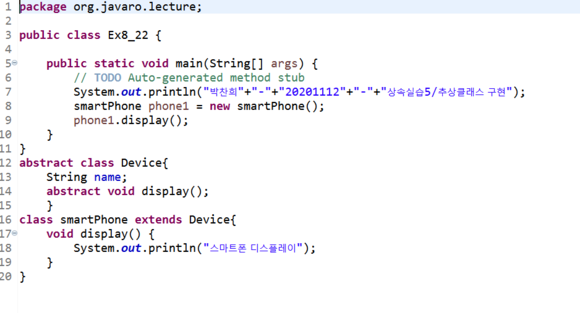 1 package org.javaro.lecture;
2
3 public class Ex8_22 {
4
5 public static void main(String[] args) {
6 // TODO Auto-generated method stub
7 System.out.println("박찬희"+"-"+"20201112"+"-"+"상속실습5/추상클래스 구현");
8 smartPhone phone1 = new smartPhone();
9 phone1.display();
10 }
11 }
12 abstract class Device{
13 String name;
14 abstract void display();
15 }
16 class smartPhone extends Device{
17 void display() {
18 System.out.println("스마트폰 디스플레이");
19 }
20 }